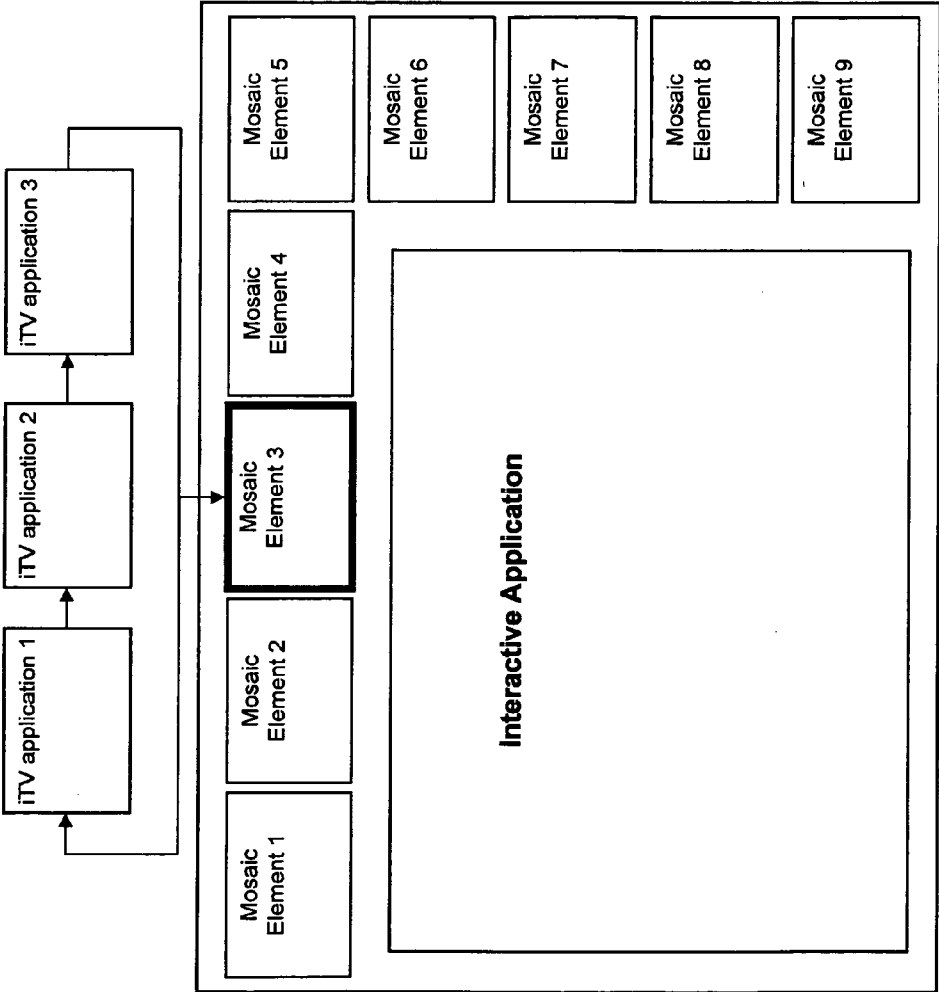 iTV application 1
iTV application 2
iTV application 3
Mosaic
Element 1
Mosaic
Element 2
Mosaic
Element 3
Mosaic
Element 4
Mosaic
Element 5
Mosaic
Element 6
Mosaic
Element 7
Mosaic
Element 8
Mosaic
Element 9
Interactive Application